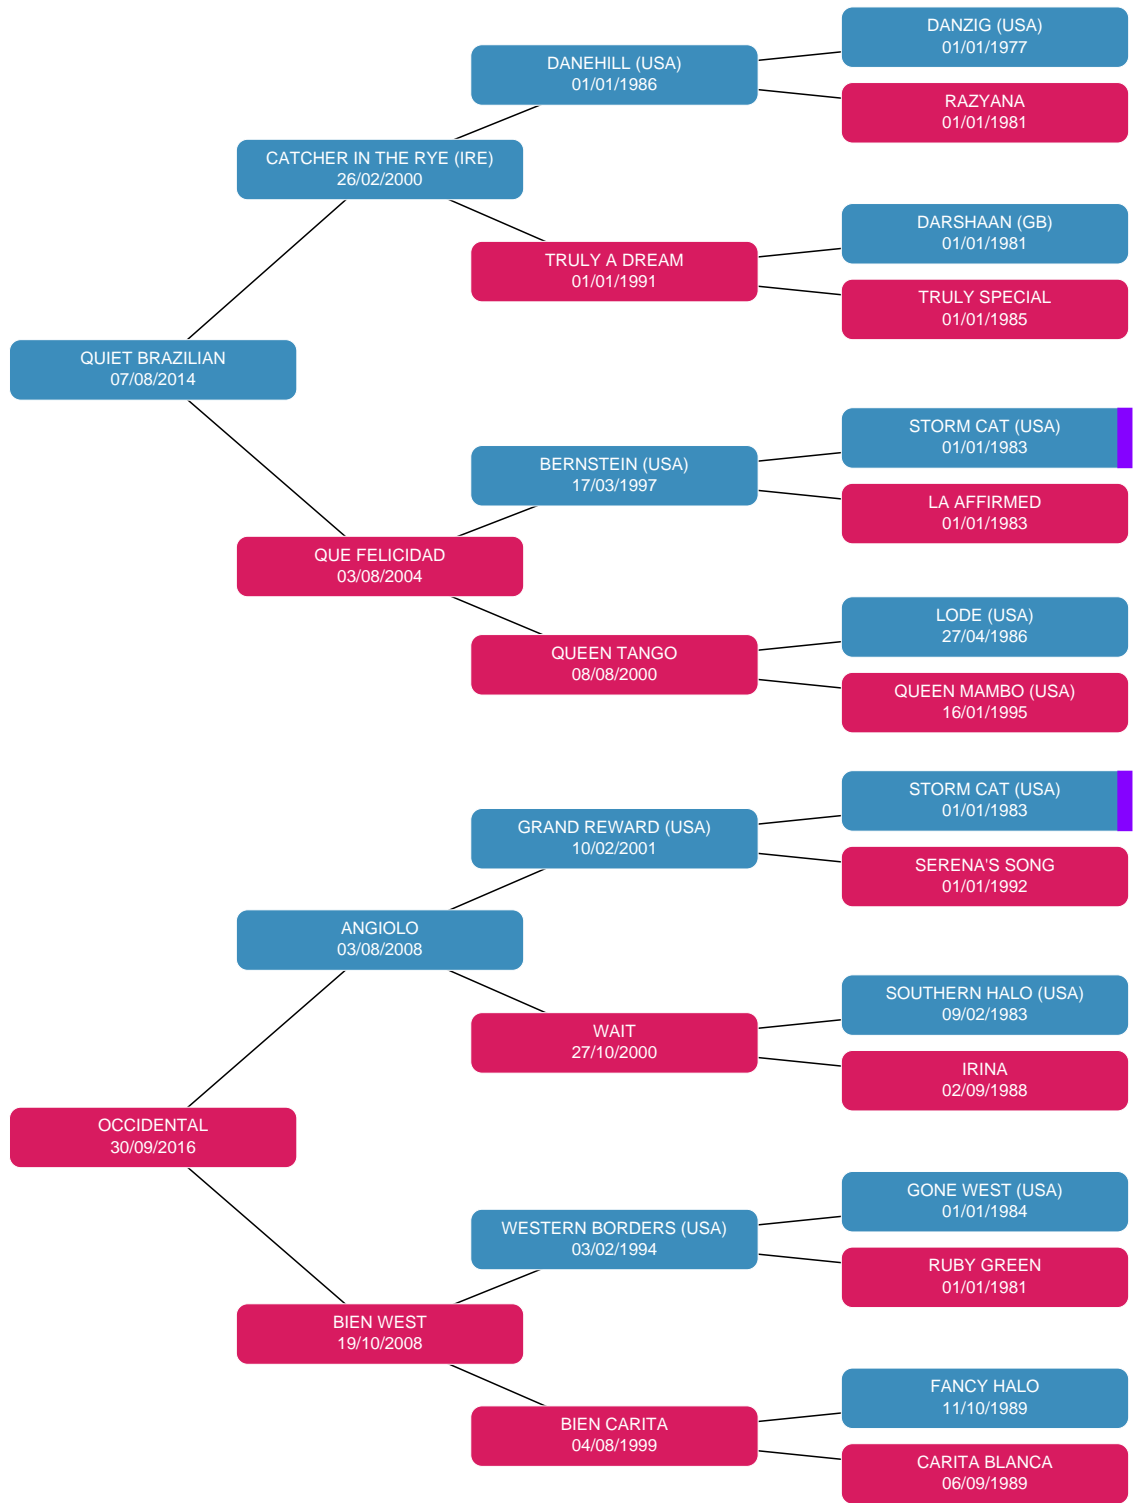 DANZIG (USA)
01/01/1977
DANEHILL (USA)
01/01/1986
RAZYANA
01/01/1981
CATCHER IN THE RYE (IRE)
26/02/2000
DARSHAAN (GB)
01/01/1981
TRULY A DREAM
01/01/1991
TRULY SPECIAL
01/01/1985
QUIET BRAZILIAN
07/08/2014
STORM CAT (USA)
01/01/1983
BERNSTEIN (USA)
17/03/1997
LA AFFIRMED
01/01/1983
QUE FELICIDAD
03/08/2004
LODE (USA)
27/04/1986
QUEEN TANGO
08/08/2000
QUEEN MAMBO (USA)
16/01/1995
STORM CAT (USA)
01/01/1983
GRAND REWARD (USA)
10/02/2001
SERENA'S SONG
01/01/1992
ANGIOLO
03/08/2008
SOUTHERN HALO (USA)
09/02/1983
WAIT
27/10/2000
IRINA
02/09/1988
OCCIDENTAL
30/09/2016
GONE WEST (USA)
01/01/1984
WESTERN BORDERS (USA)
03/02/1994
RUBY GREEN
01/01/1981
BIEN WEST
19/10/2008
FANCY HALO
11/10/1989
BIEN CARITA
04/08/1999
CARITA BLANCA
06/09/1989